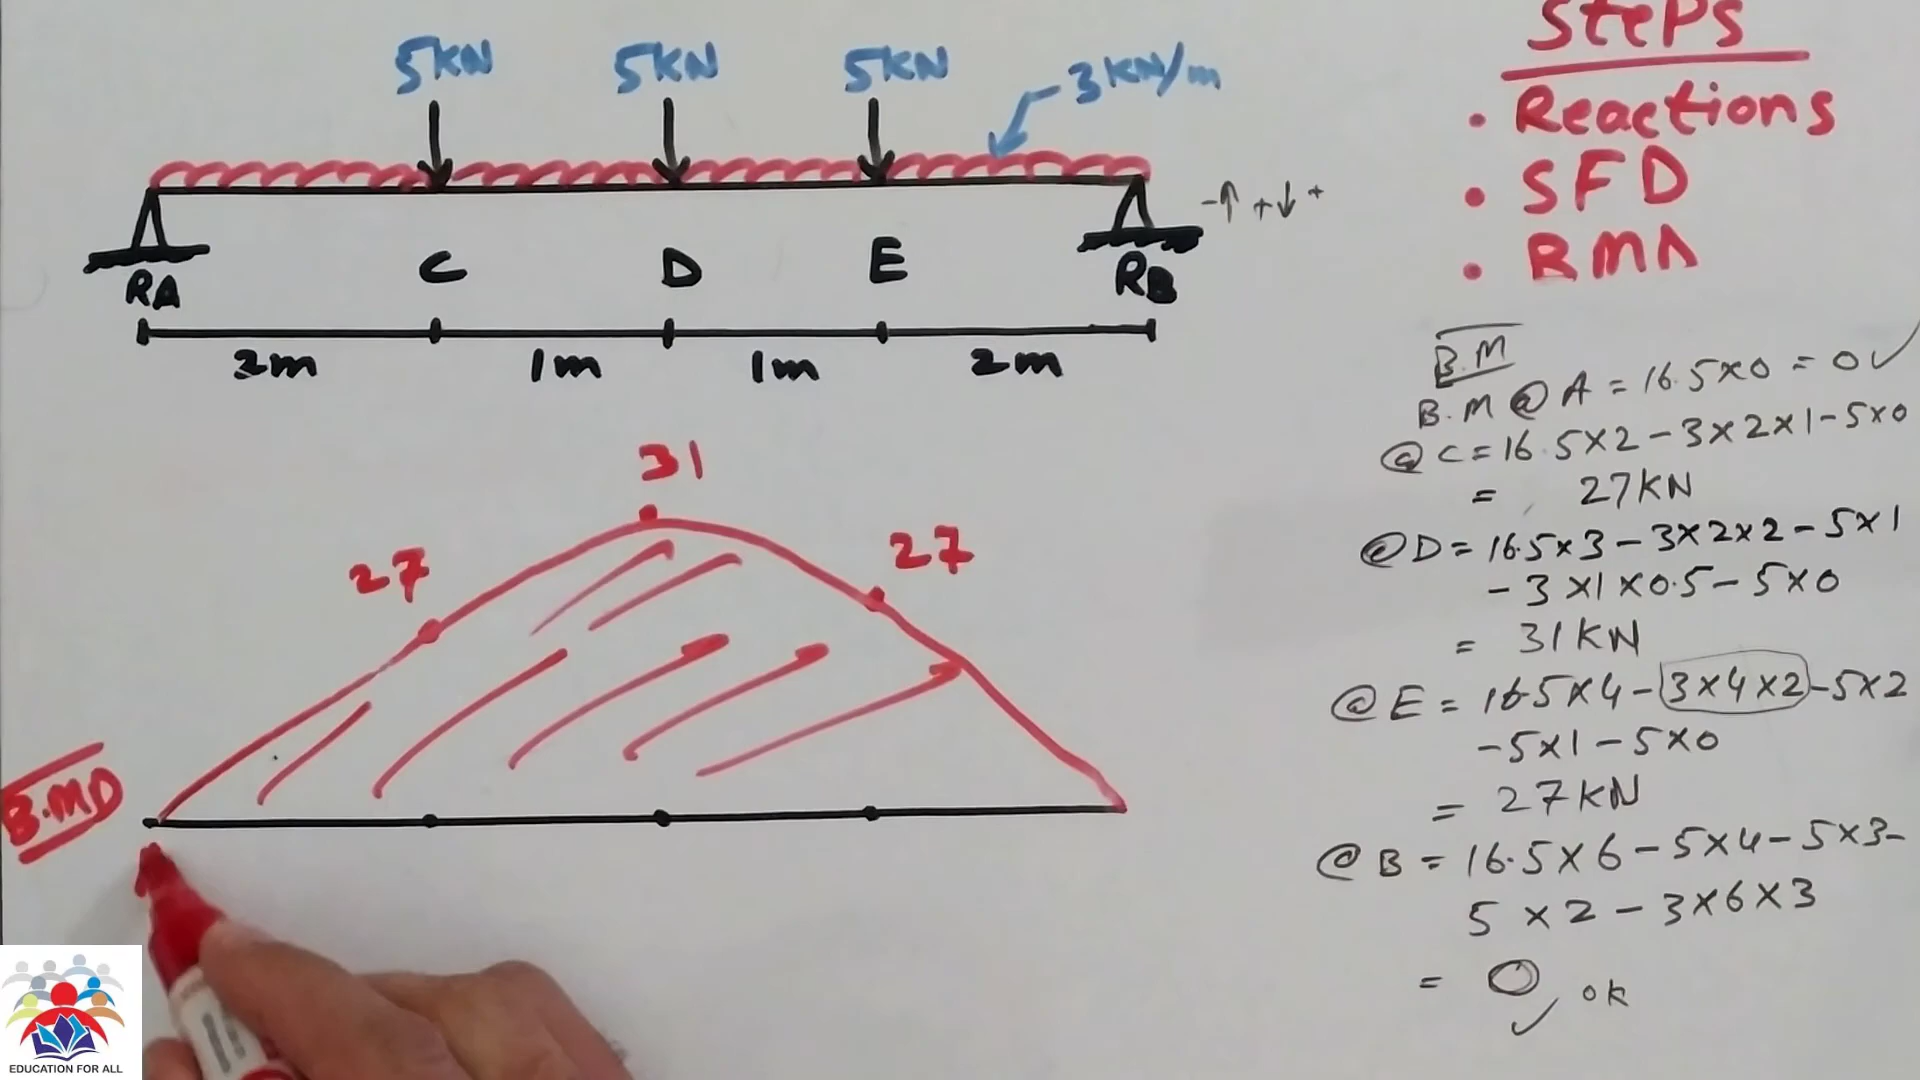 5KN 5KN 5KN 3KN/m
-↑ +↓ +
RA C D E RB
2m 1m 1m 2m
31
27 27
B.MD
Steps
• Reactions
• SFD
• BMD
B.M
B.M @ A = 16.5×0 = 0 ✓
@ C = 16.5×2 - 3×2×1 - 5×0
= 27KN
@ D = 16.5×3 - 3×2×2 - 5×1
- 3×1×0.5 - 5×0
= 31KN
@ E = 16.5×4 - 3×4×2 - 5×2
- 5×1 - 5×0
= 27KN
@ B = 16.5×6 - 5×4 - 5×3 -
5×2 - 3×6×3
= 0 ✓ ok
EDUCATION FOR ALL